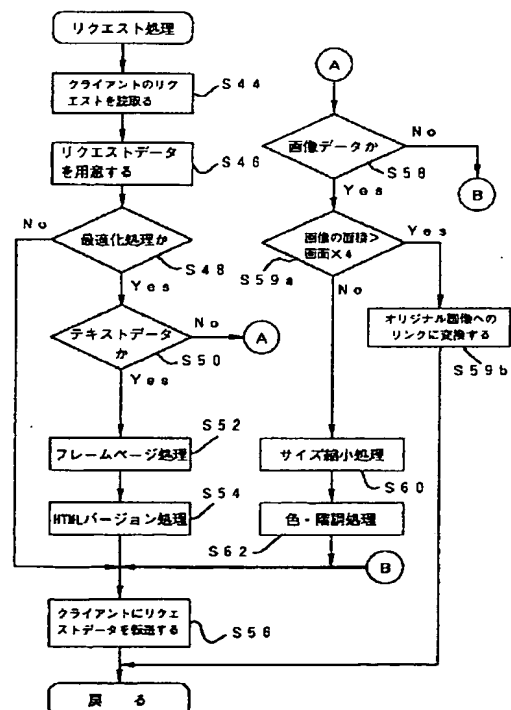 リクエスト処理
クライアントのリク
エストを読取る
S44
リクエストデータ
を用意する
S46
No
最適化処理か
S48
Yes
テキストデータ
か
No
A
S50
Yes
S52
フレームページ処理
S54
HTMLバージョン処理
クライアントにリクエ
ストデータを転送する
S56
戻る
A
画像データか
No
S58
B
Yes
画像の面積>
画面×4
Yes
S59a
No
オリジナル画像への
リンクに変換する
S59b
サイズ縮小処理
S60
色・階調処理
S62
B